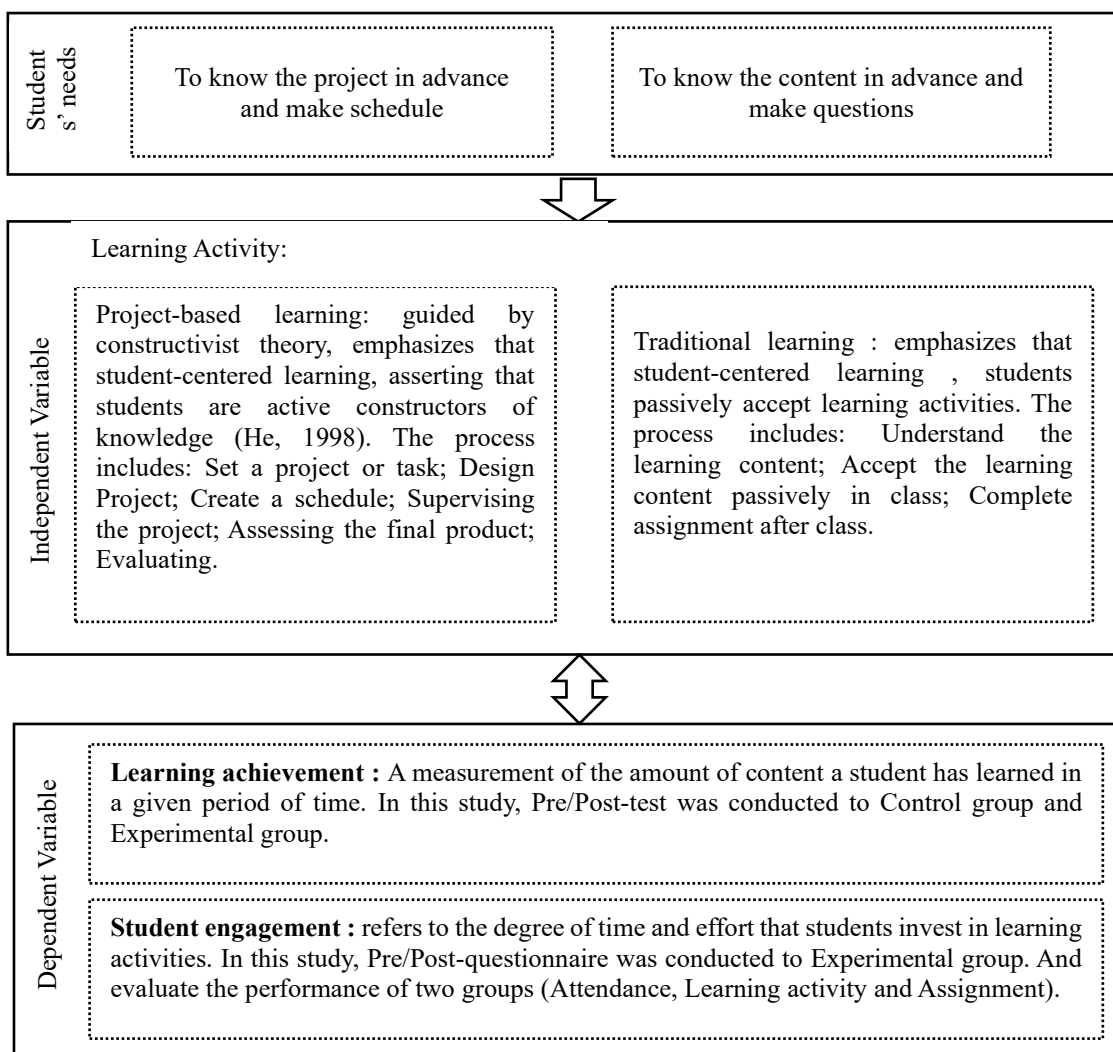 Student
s' needs
To know the project in advance
and make schedule
To know the content in advance and
make questions
Independent Variable
Learning Activity:
Project-based learning: guided by
constructivist theory, emphasizes that
student-centered learning, asserting that
students are active constructors of
knowledge (He, 1998). The process
includes: Set a project or task; Design
Project; Create a schedule; Supervising
the project; Assessing the final product;
Evaluating.
Traditional learning : emphasizes that
student-centered learning , students
passively accept learning activities. The
process includes: Understand the
learning content; Accept the learning
content passively in class; Complete
assignment after class.
Dependent Variable
Learning achievement : A measurement of the amount of content a student has learned in
a given period of time. In this study, Pre/Post-test was conducted to Control group and
Experimental group.
Student engagement : refers to the degree of time and effort that students invest in learning
activities. In this study, Pre/Post-questionnaire was conducted to Experimental group. And
evaluate the performance of two groups (Attendance, Learning activity and Assignment).